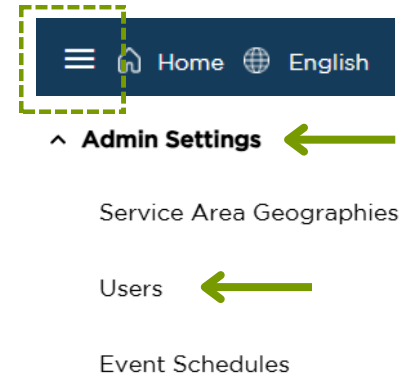 Home English
Admin Settings
Service Area Geographies
Users
Event Schedules